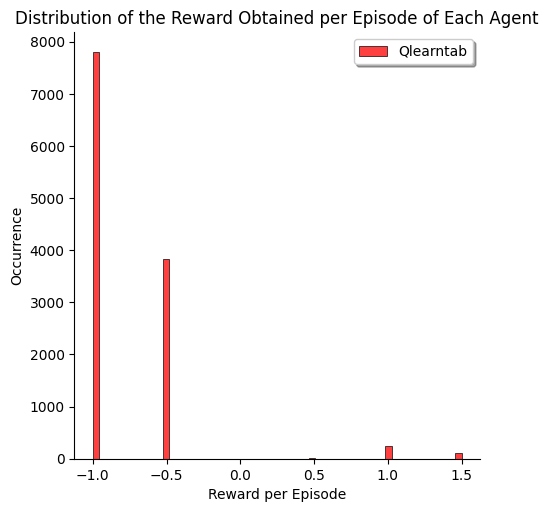 Distribution of the Reward Obtained per Episode of Each Agent
Qlearntab
8000
7000
6000
5000
4000
3000
2000
1000
0
Occurrence
−1.0 −0.5 0.0 0.5 1.0 1.5
Reward per Episode